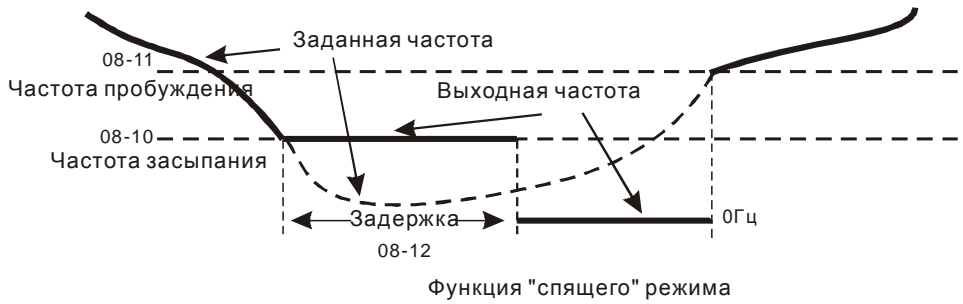 Заданная частота
08-11
Частота пробуждения
Выходная частота
08-10
Частота засыпания
Задержка
0Гц
08-12
Функция "спящего" режима